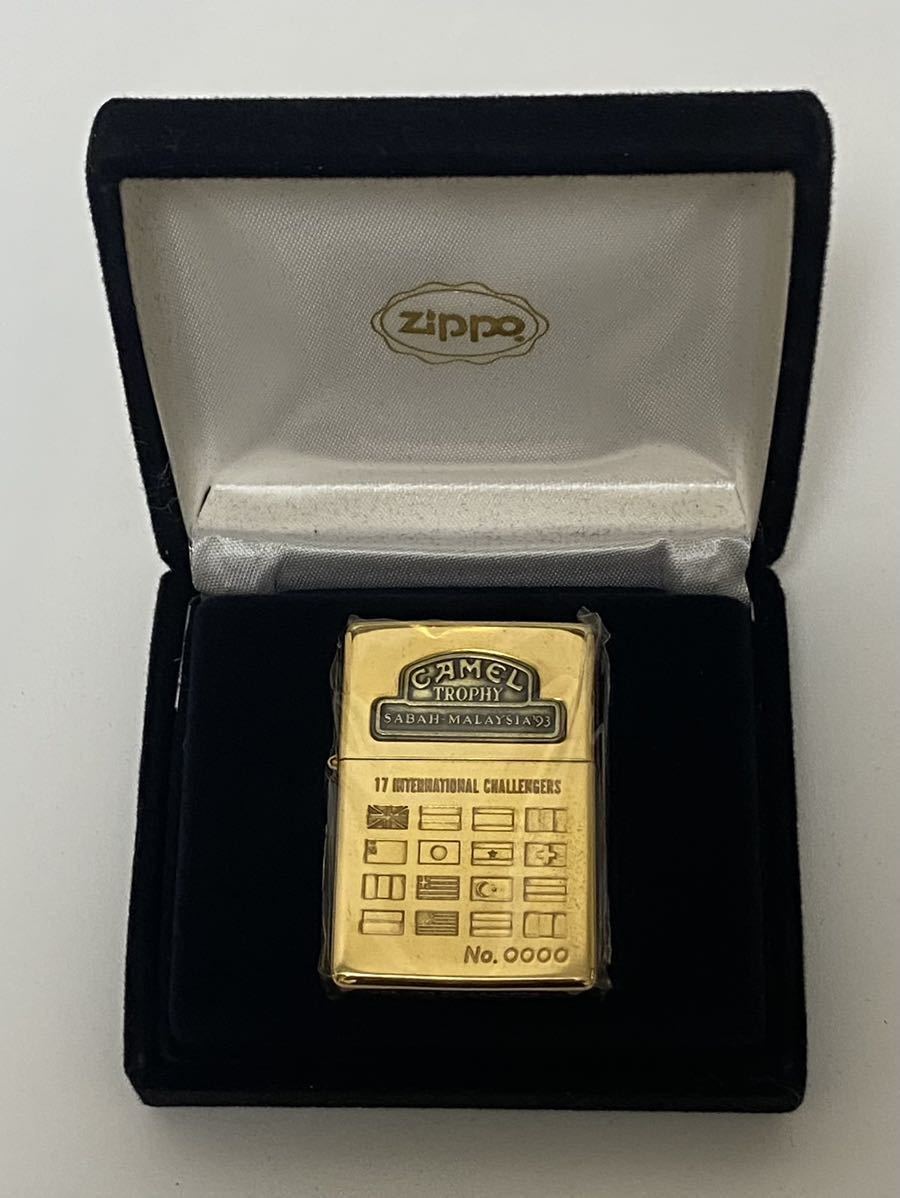 zippo®
CAMEL
TROPHY
SABAH-MALAYSIA'93
17 INTERNATIONAL CHALLENGERS
No. 0000